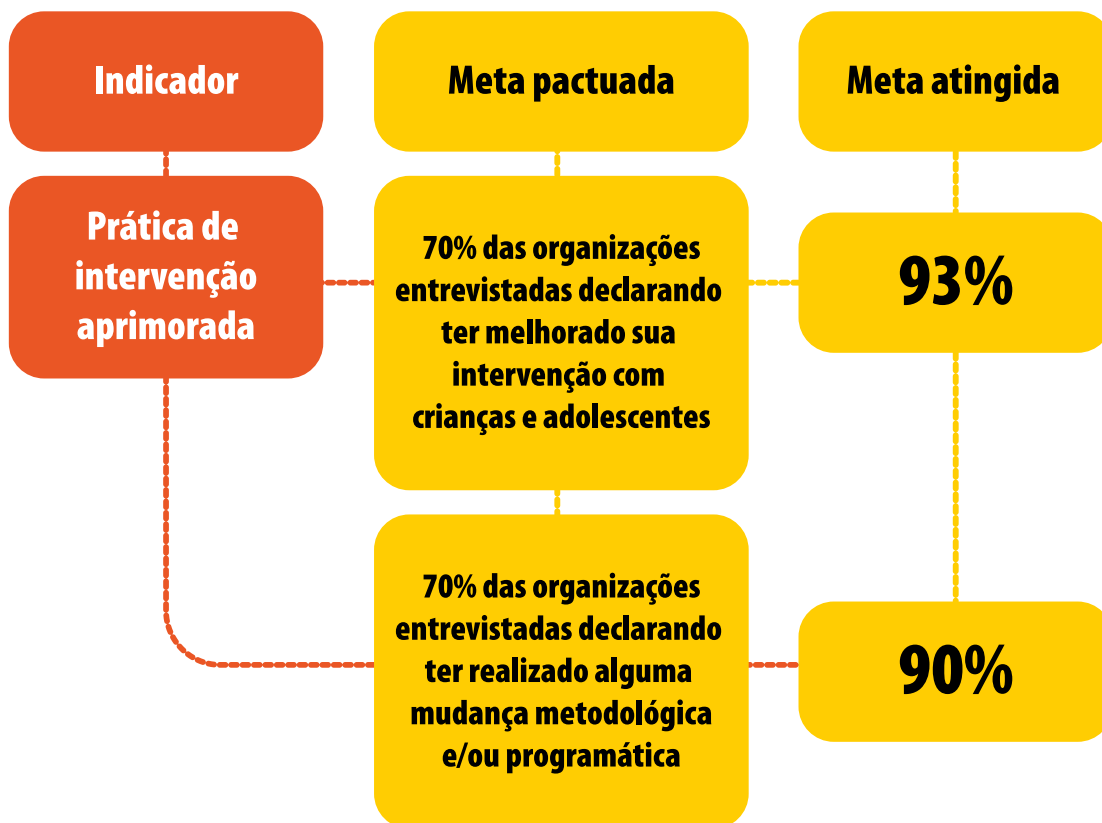 Indicador
Meta pactuada
Meta atingida
Prática de
intervenção
aprimorada
70% das organizações
entrevistadas declarando
ter melhorado sua
intervenção com
crianças e adolescentes
93%
70% das organizações
entrevistadas declarando
ter realizado alguma
mudança metodológica
e/ou programática
90%